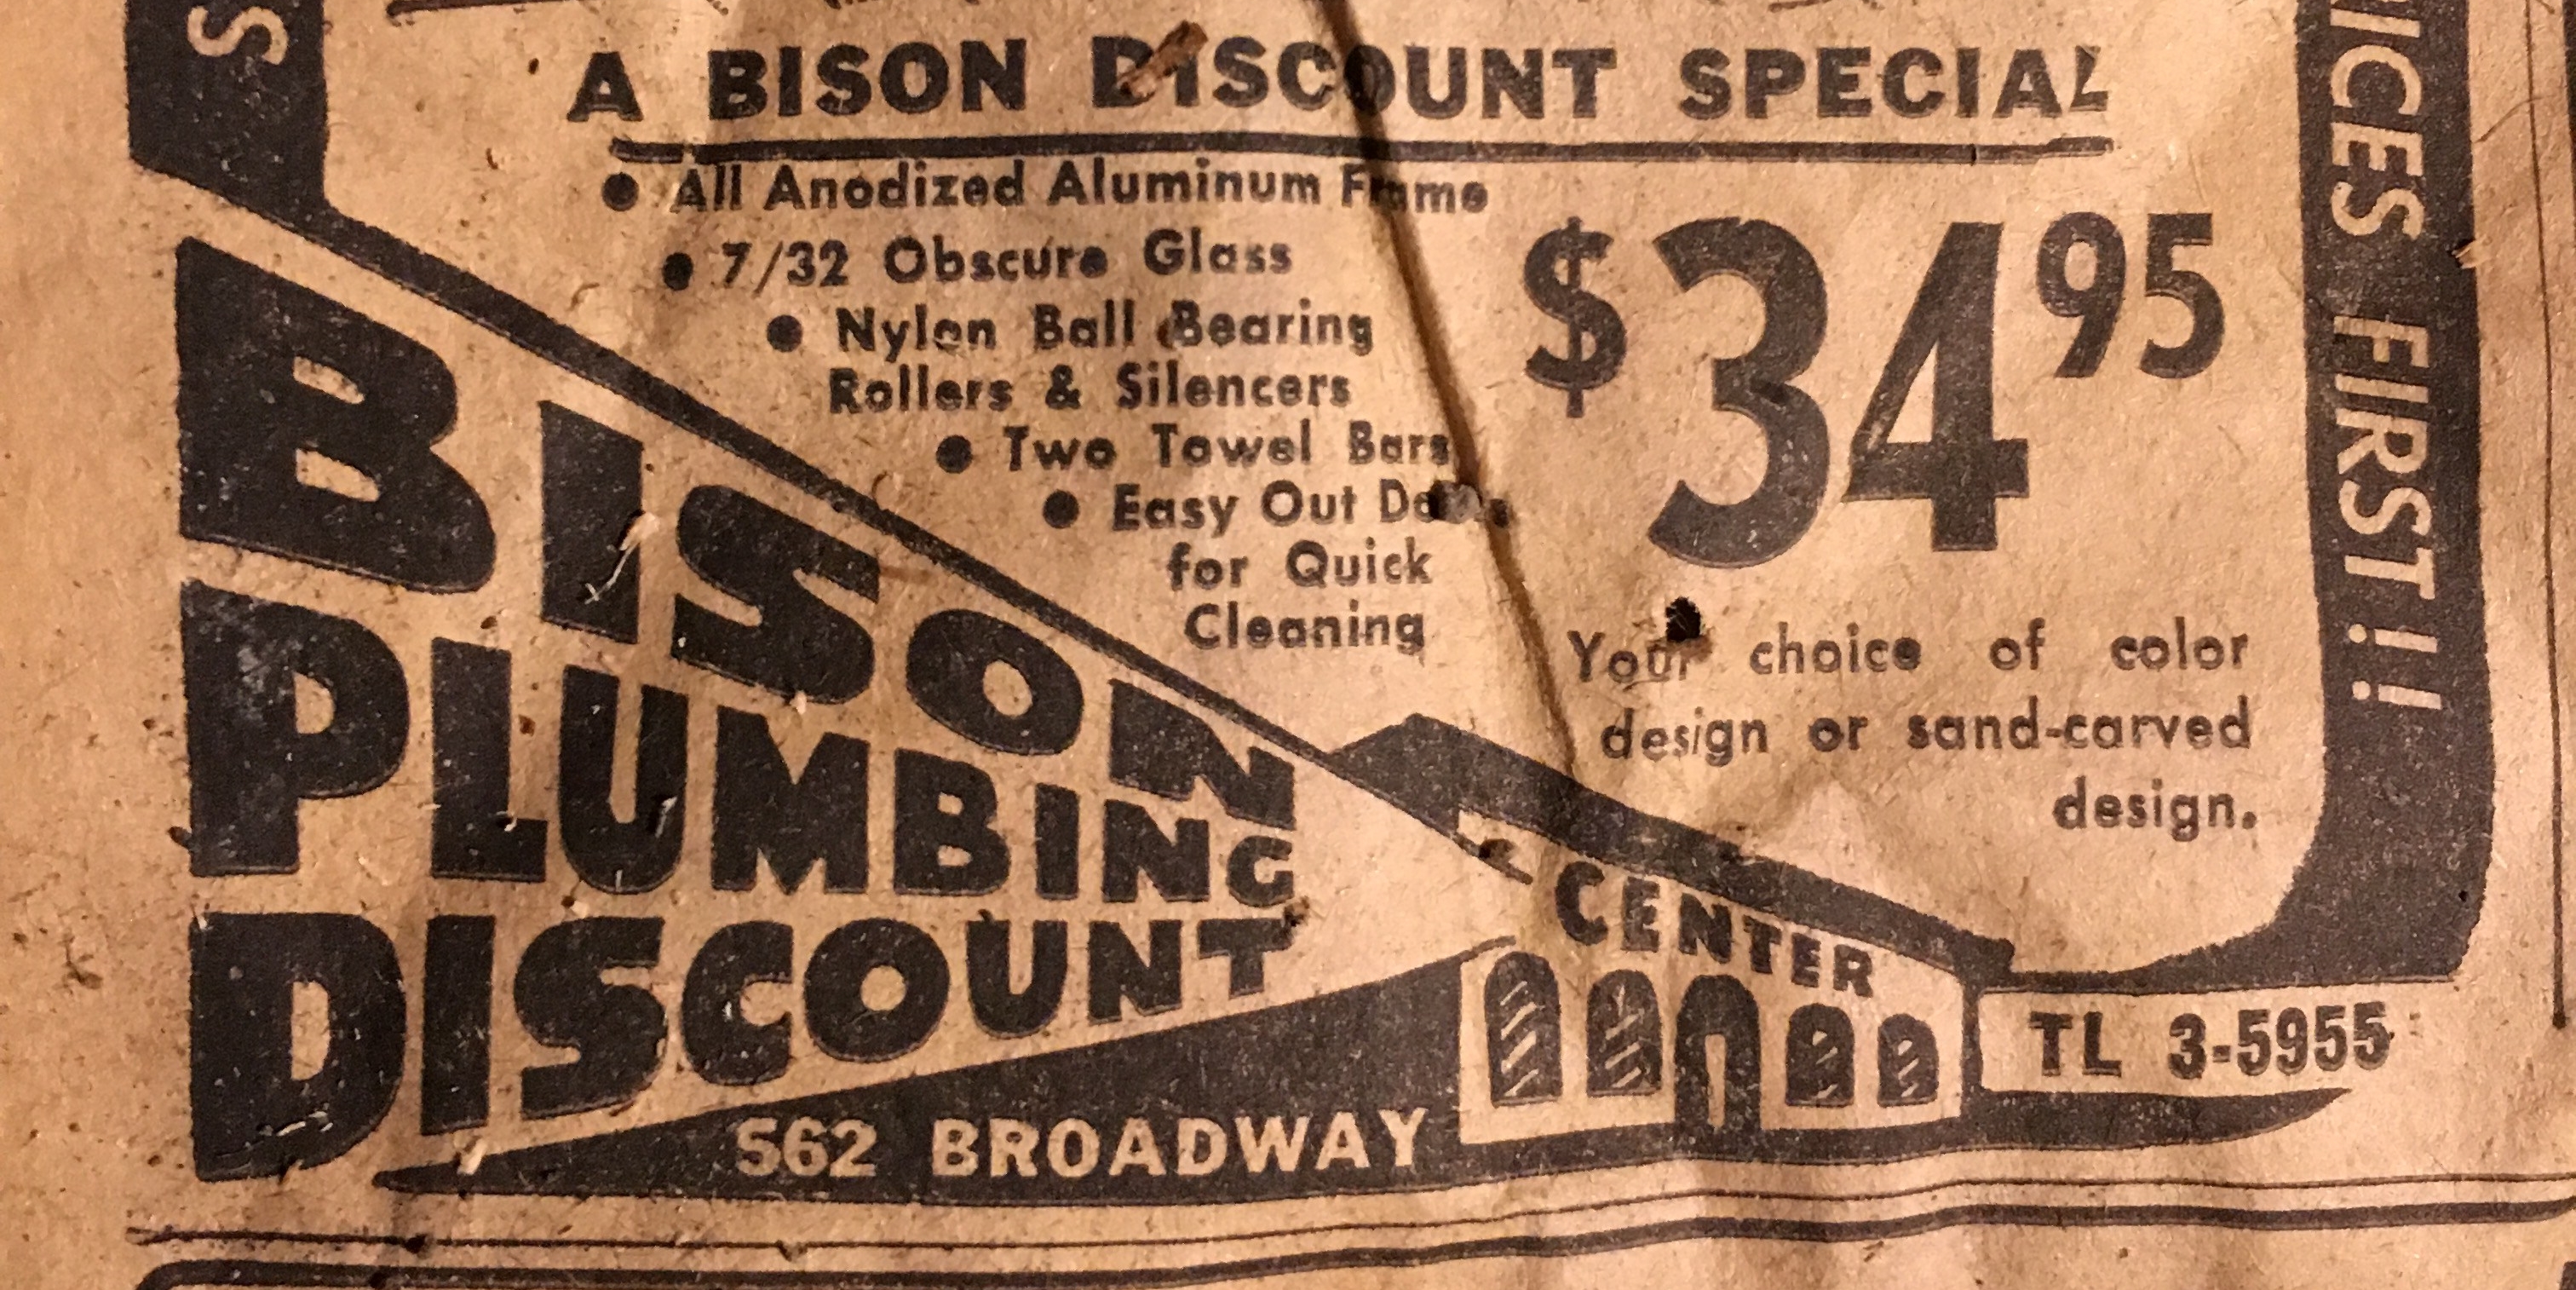 S
A BISON DISCOUNT SPECIAL
• All Anodized Aluminum Frame
• 7/32 Obscure Glass
• Nylon Ball Bearing
Rollers & Silencers
• Two Towel Bars
• Easy Out
for Quick
Cleaning
$34 95
Your choice of color
design or sand-carved
design.
ICES FIRST!!
BISON
PLUMBING
DISCOUNT
CENTER
562 BROADWAY
TL 3-5955